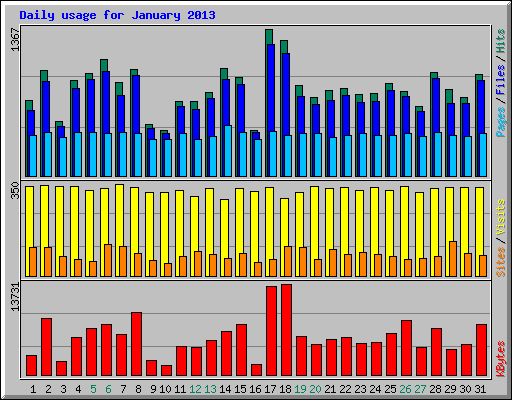 Daily usage for January 2013
1367
Pages / Files / Hits
350
Sites / Visits
13731
KBytes
1 2 3 4 5 6 7 8 9 10 11 12 13 14 15 16 17 18 19 20 21 22 23 24 25 26 27 28 29 30 31